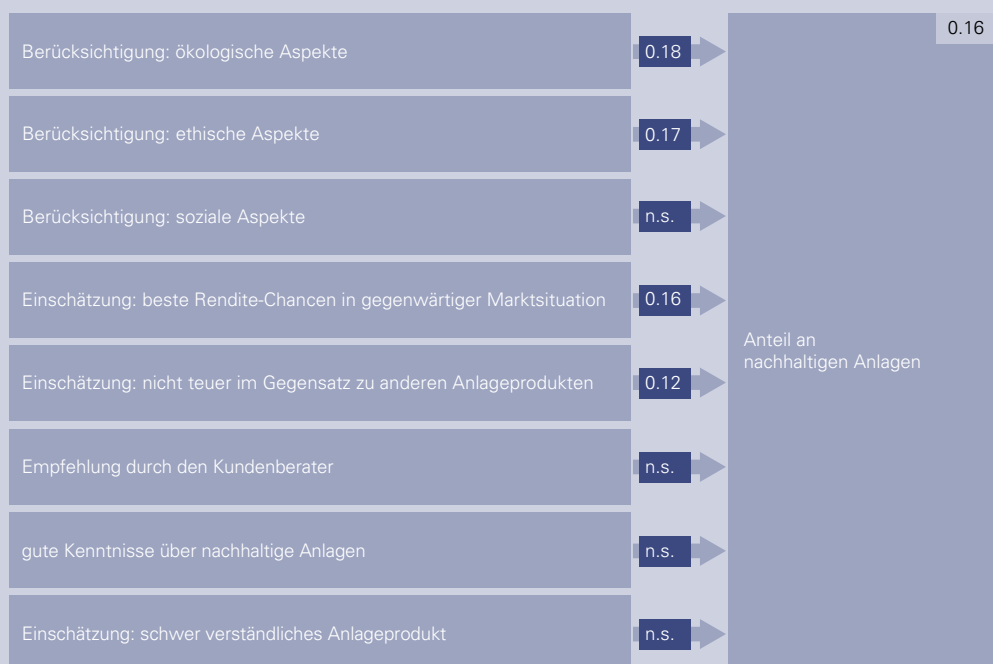 Berücksichtigung: ökologische Aspekte
0.18
0.16
Berücksichtigung: ethische Aspekte
0.17
Berücksichtigung: soziale Aspekte
n.s.
Einschätzung: beste Rendite-Chancen in gegenwärtiger Marktsituation
0.16
Anteil an
nachhaltigen Anlagen
Einschätzung: nicht teuer im Gegensatz zu anderen Anlageprodukten
0.12
Empfehlung durch den Kundenberater
n.s.
gute Kenntnisse über nachhaltige Anlagen
n.s.
Einschätzung: schwer verständliches Anlageprodukt
n.s.